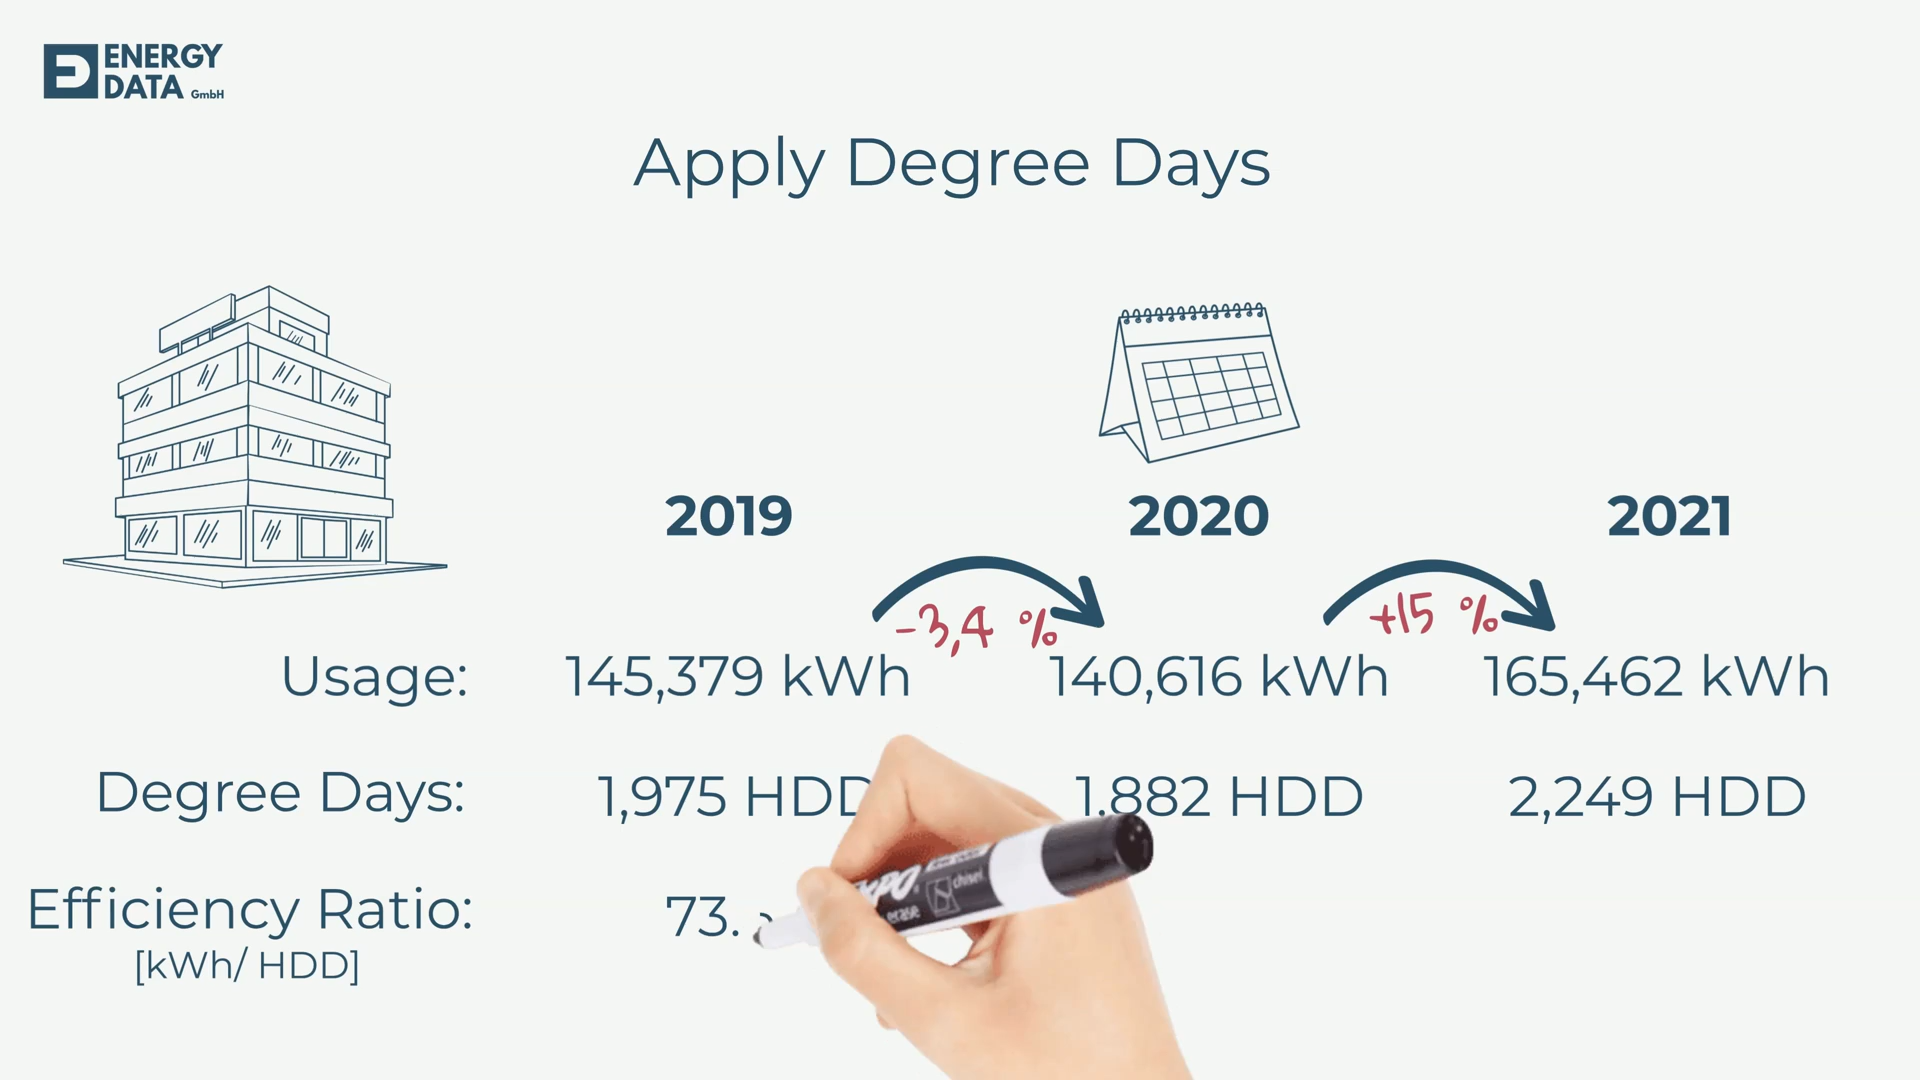 ENERGY
DATA GmbH
Apply Degree Days
2019 2020 2021
-3,4 % +15 %
Usage: 145,379 kWh 140,616 kWh 165,462 kWh
Degree Days: 1,975 HDD 1.882 HDD 2,249 HDD
Efficiency Ratio: 73.
[kWh/ HDD]
chisel
erase